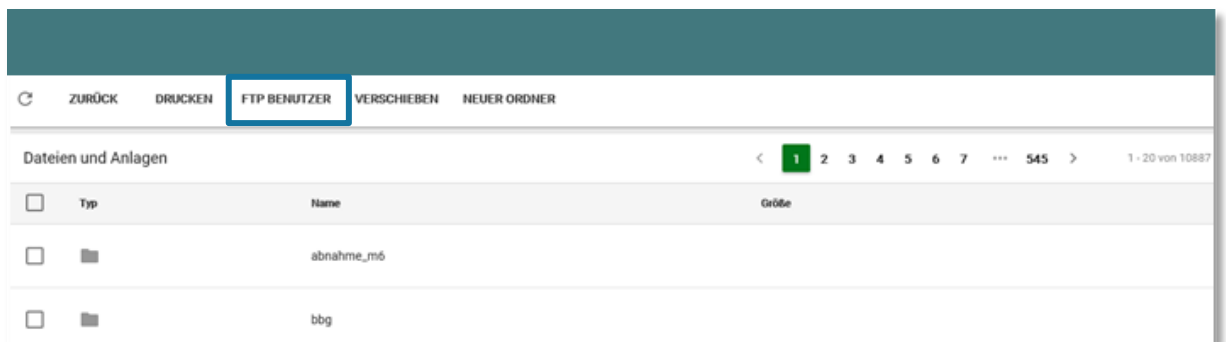 ZURÜCK DRUCKEN FTP BENUTZER VERSCHIEBEN NEUER ORDNER
Dateien und Anlagen < 1 2 3 4 5 6 7 ··· 545 > 1 - 20 von 10887
Typ Name Größe
abnahme_m6
bbg